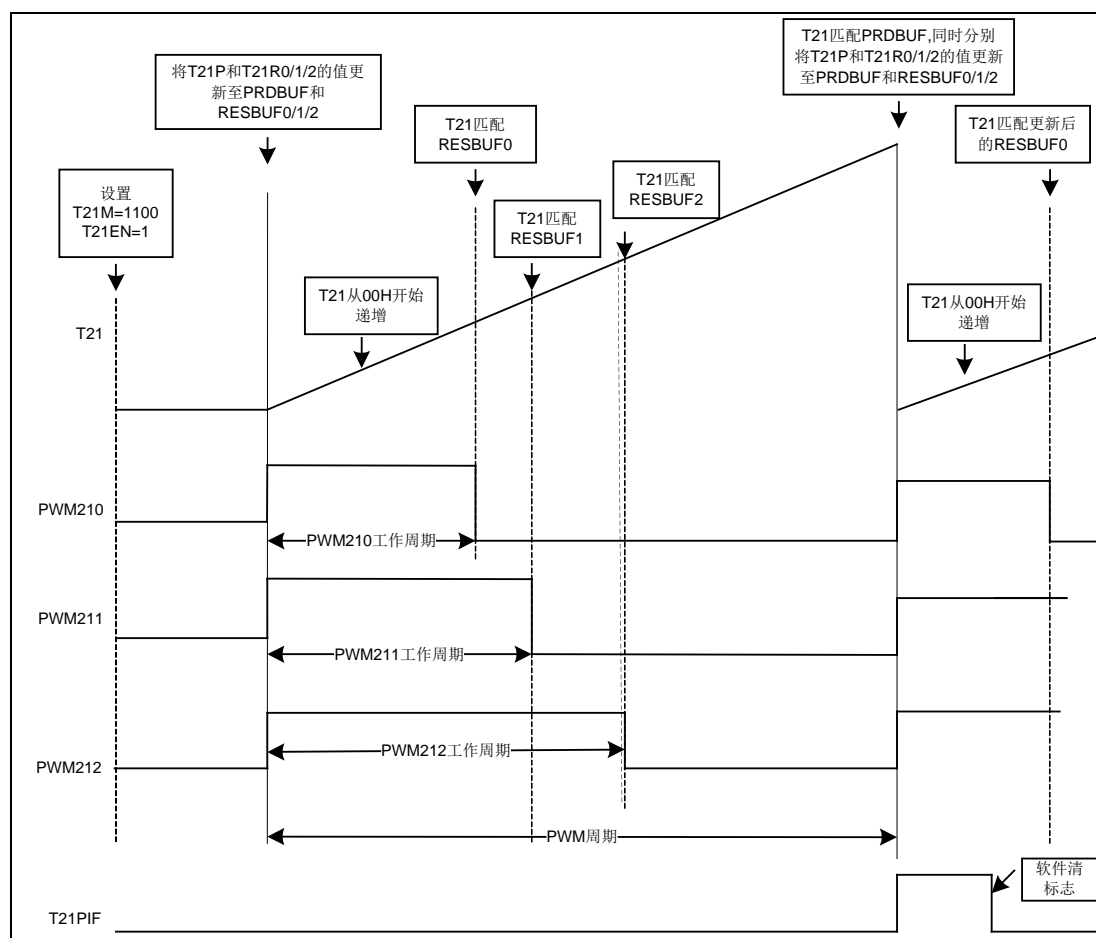 T21匹配PRDBUF,同时分别
将T21P和T21R0/1/2的值更新
至PRDBUF和RESBUF0/1/2
将T21P和T21R0/1/2的值更
新至PRDBUF和
RESBUF0/1/2
T21匹配
RESBUF0
T21匹配更新后
的RESBUF0
设置
T21M=1100
T21EN=1
T21匹配
RESBUF2
T21匹配
RESBUF1
T21从00H开始
递增
T21从00H开始
递增
T21
PWM210
PWM210工作周期
PWM211
PWM211工作周期
PWM212工作周期
PWM212
PWM周期
软件清
标志
T21PIF